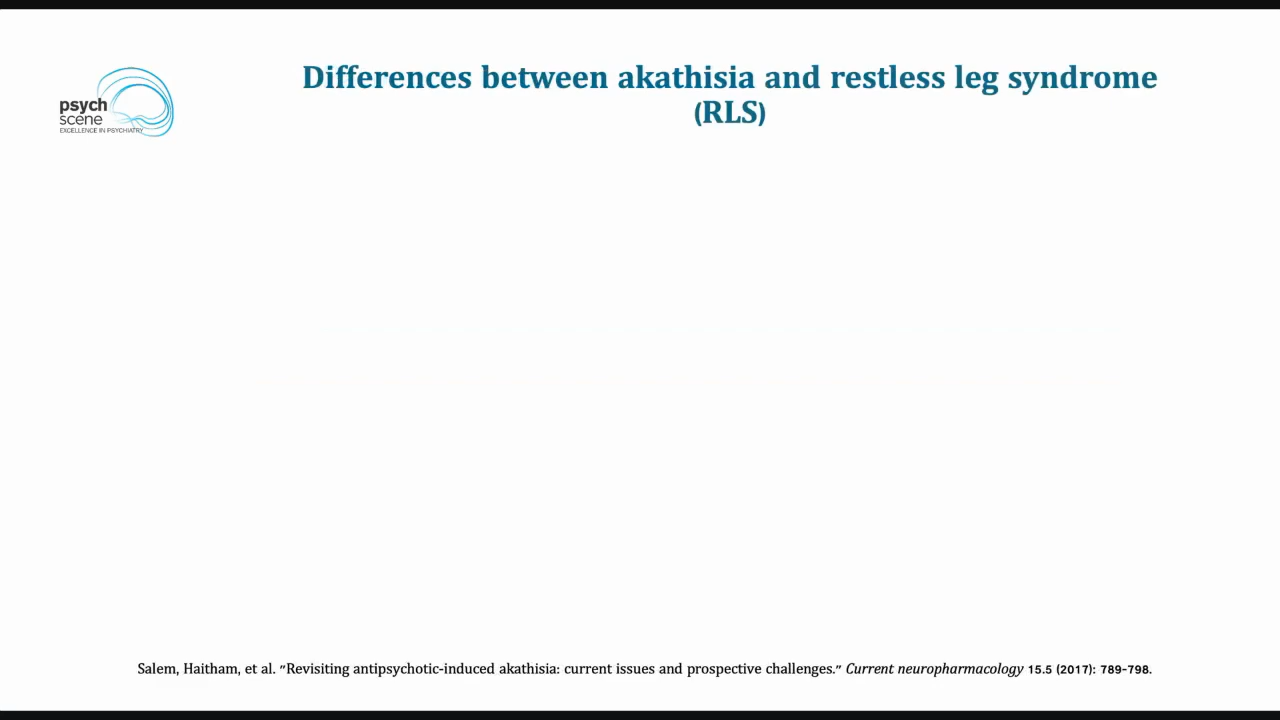 psych
scene
EXCELLENCE IN PSYCHIATRY
Differences between akathisia and restless leg syndrome
(RLS)
Salem, Haitham, et al. "Revisiting antipsychotic-induced akathisia: current issues and prospective challenges." Current neuropharmacology 15.5 (2017): 789-798.